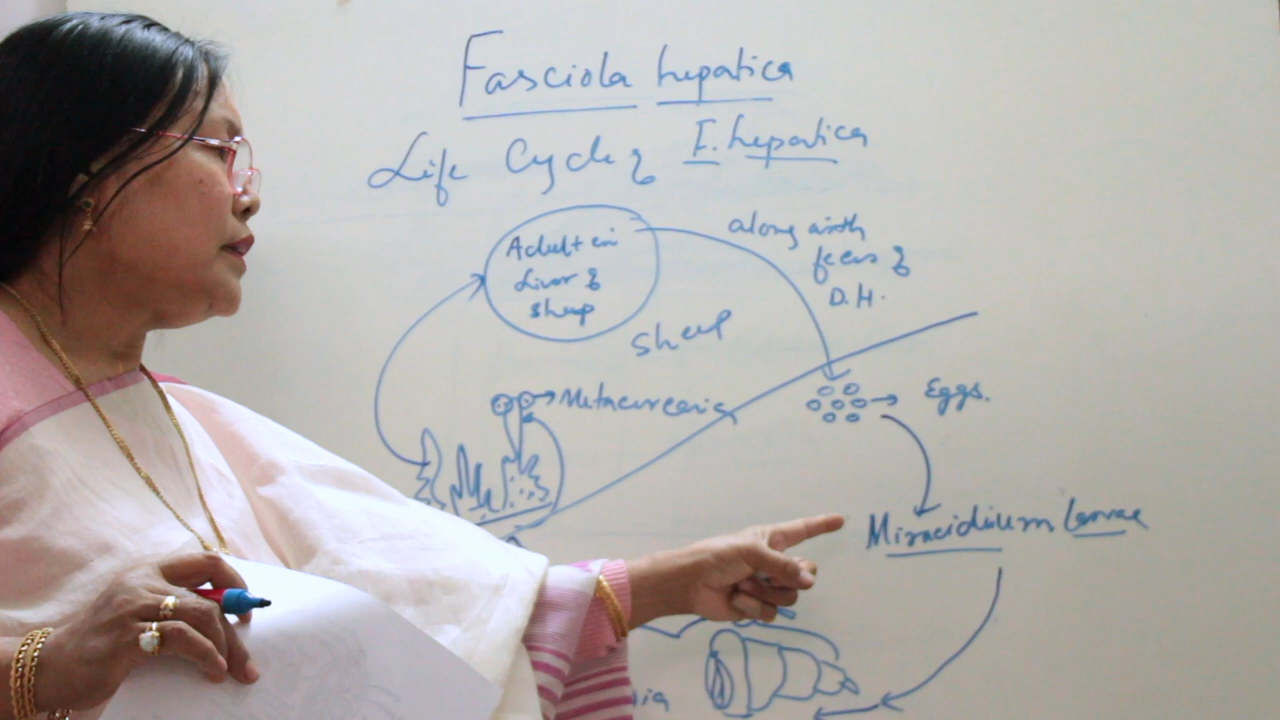 Fasciola hepatica
Life Cycle of F. hepatica
Adult in
Liver of
Sheep
along with
feces of
D.H.
Sheep
Metacercaria
Eggs.
Miracidium Larvae